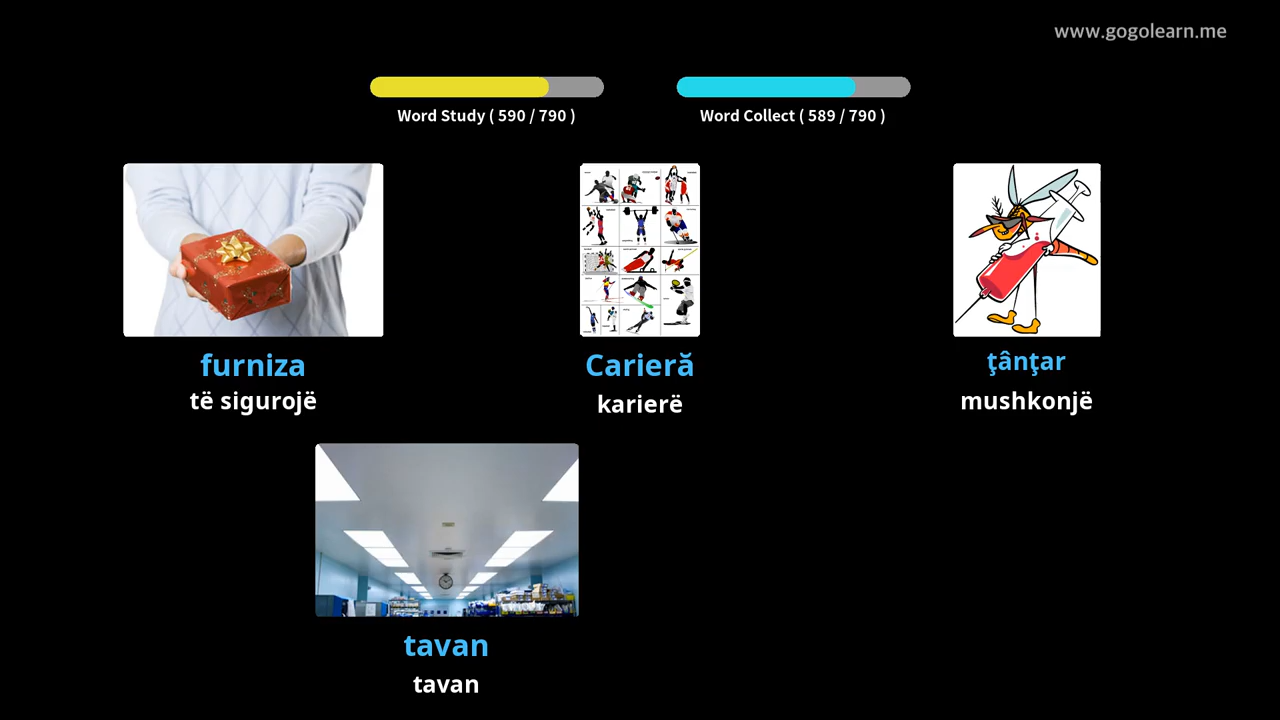 www.gogolearn.me
Word Study ( 590 / 790 )
Word Collect ( 589 / 790 )
furniza
të sigurojë
Carieră
karierë
ţânţar
mushkonjë
tavan
tavan